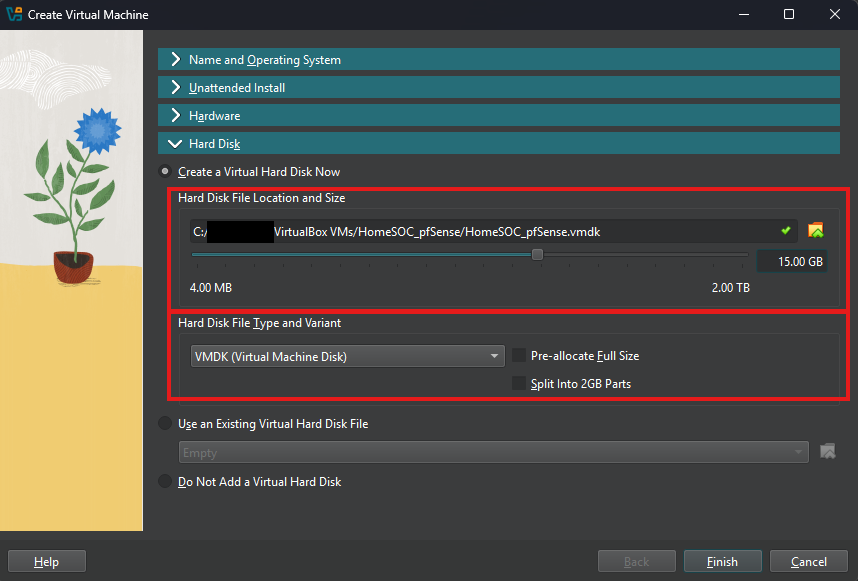 Create Virtual Machine
Name and Operating System
Unattended Install
Hardware
Hard Disk
Create a Virtual Hard Disk Now
Hard Disk File Location and Size
C:/ VirtualBox VMs/HomeSOC_pfSense/HomeSOC_pfSense.vmdk
15.00 GB
4.00 MB 2.00 TB
Hard Disk File Type and Variant
VMDK (Virtual Machine Disk) Pre-allocate Full Size
Split Into 2GB Parts
Use an Existing Virtual Hard Disk File
Empty
Do Not Add a Virtual Hard Disk
Help Back Finish Cancel